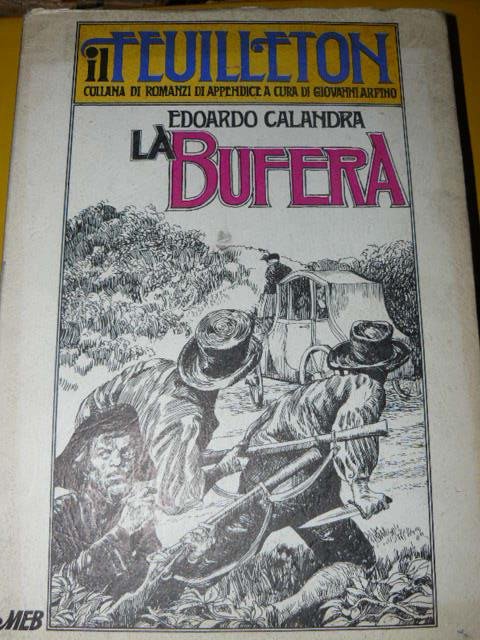 il FEUILLETON
COLLANA DI ROMANZI DI APPENDICE A CURA DI GIOVANNI ARPINO
EDOARDO CALANDRA
LA BUFERA
MEB